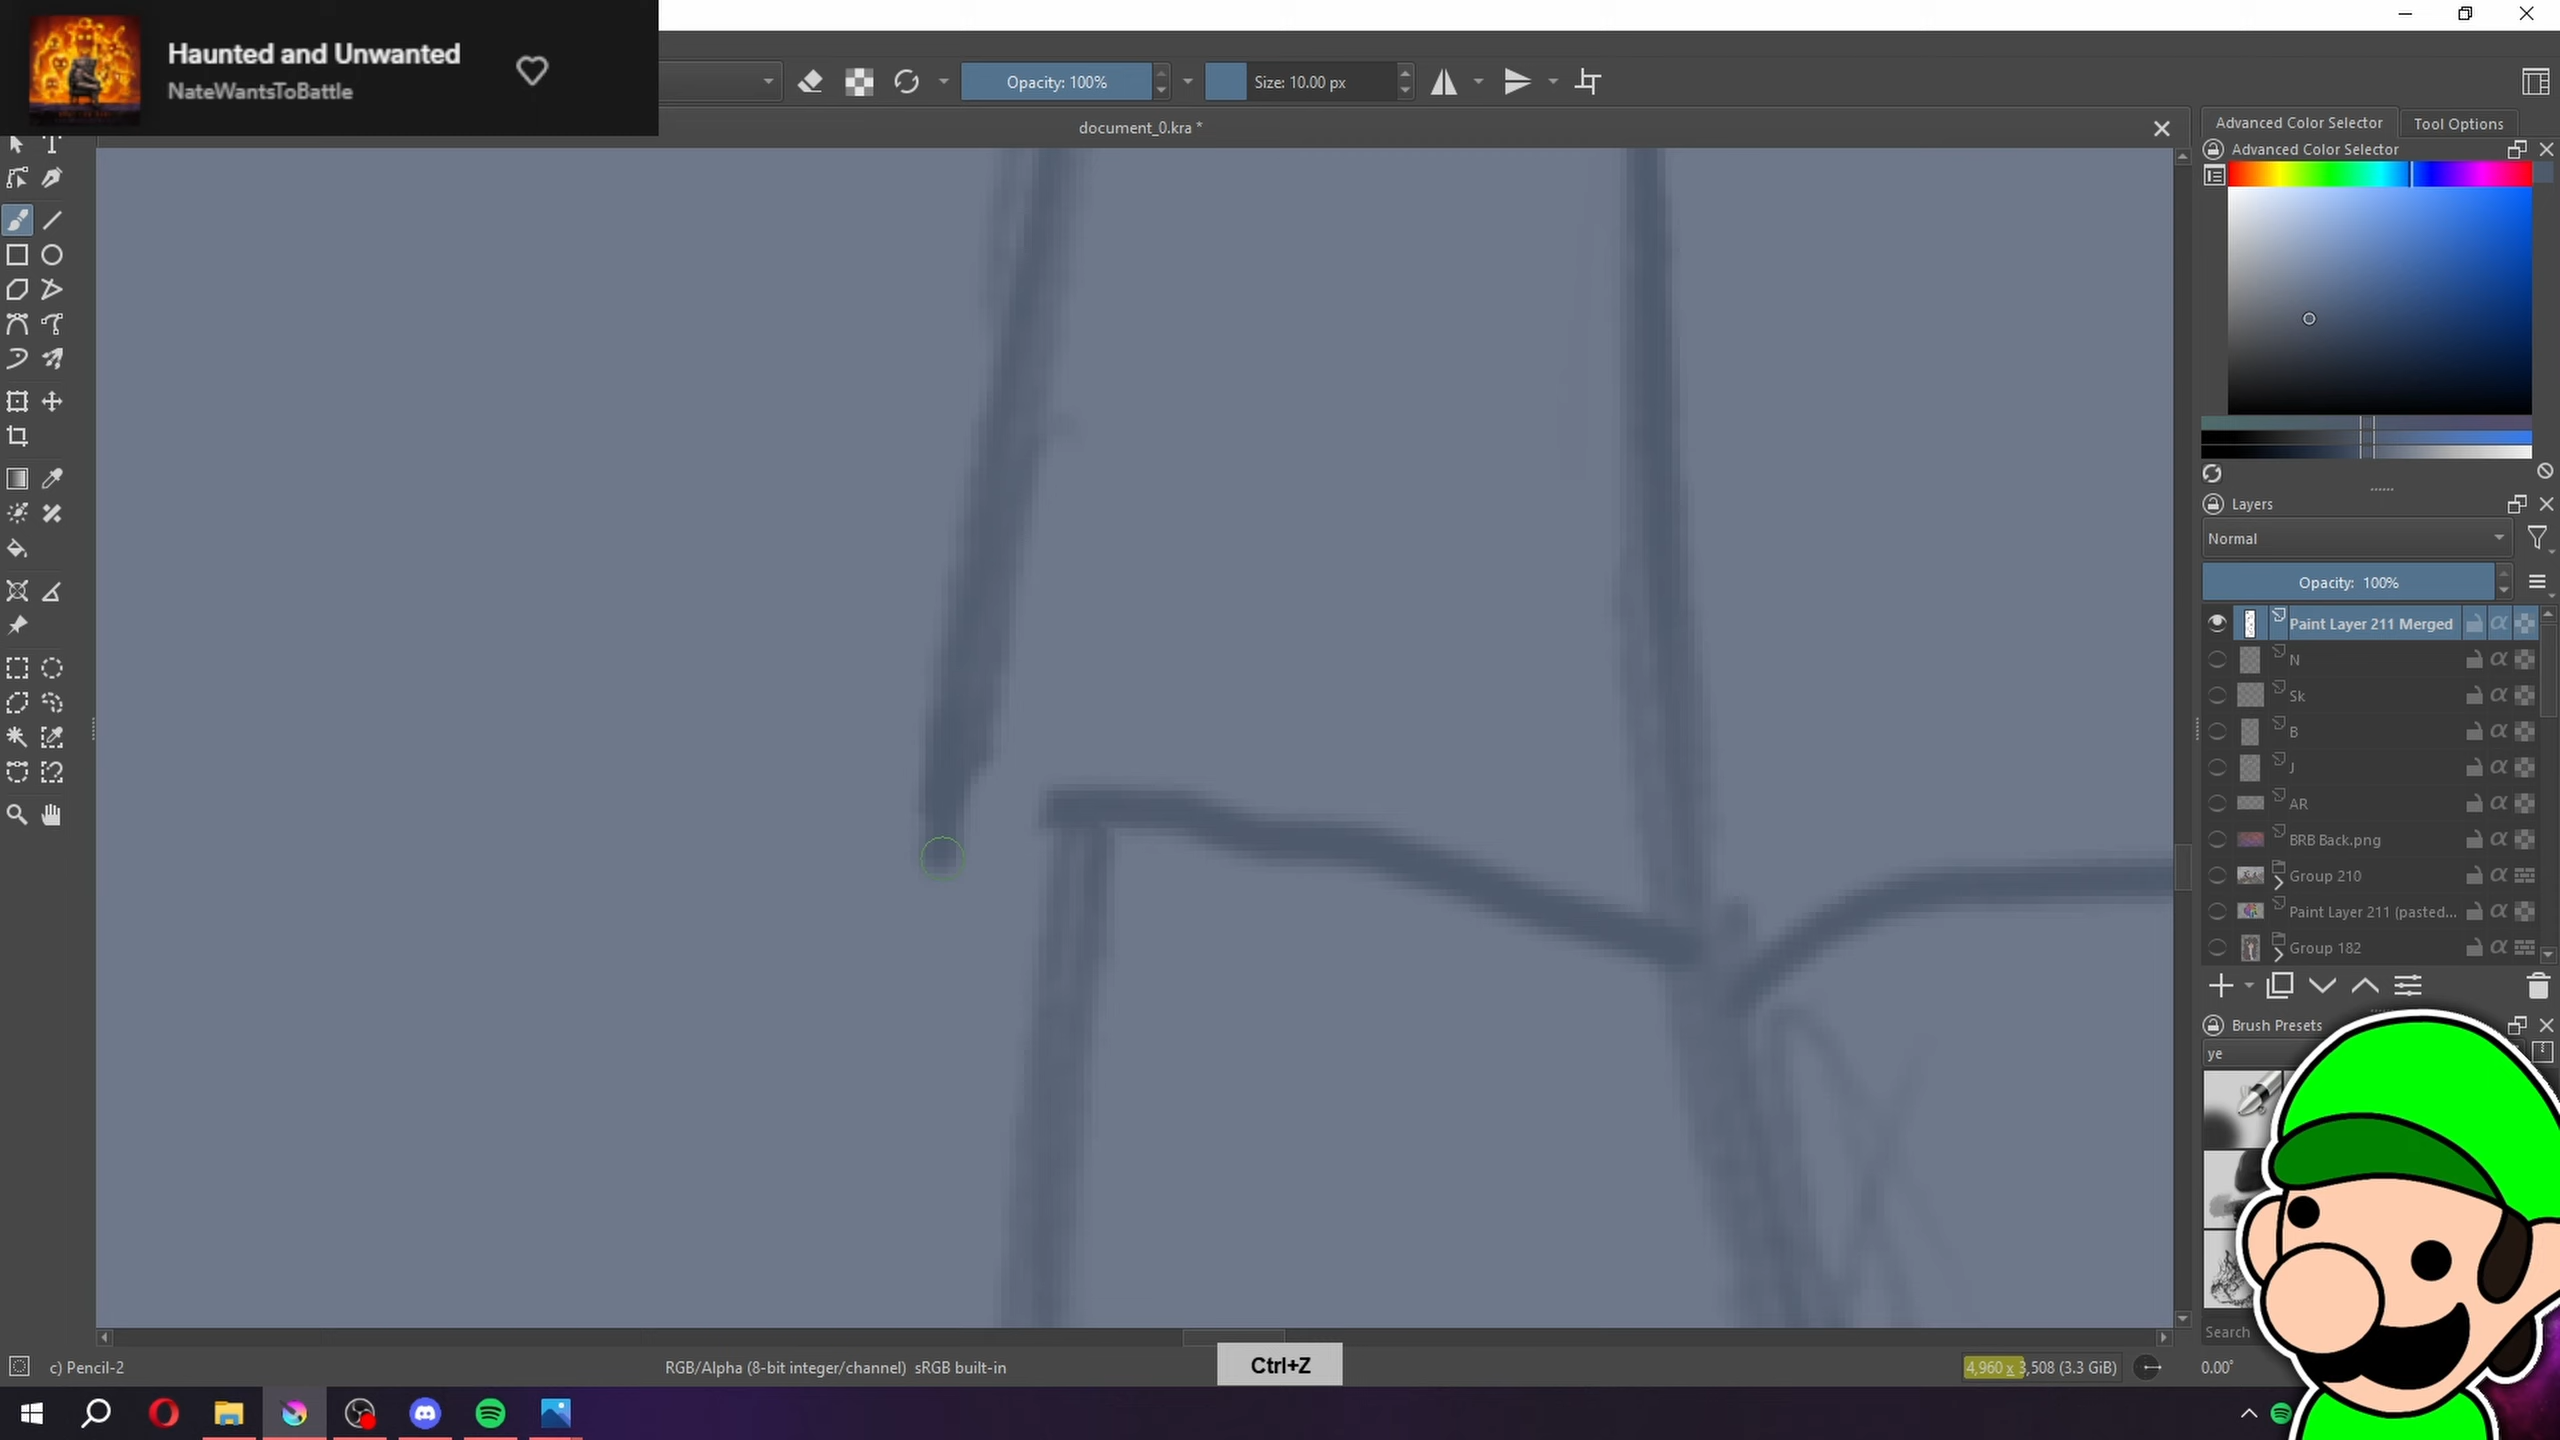 Haunted and Unwanted
NateWantsToBattle
Opacity: 100%
Size: 10.00 px
document_0.kra *
Advanced Color Selector
Tool Options
Advanced Color Selector
Layers
Normal
Opacity: 100%
Paint Layer 211 Merged
N
Sk
B
J
AR
BRB Back.png
Group 210
Paint Layer 211 (pasted...
Group 182
Brush Presets
ye
Search
c) Pencil-2
RGB/Alpha (8-bit integer/channel) sRGB built-in
Ctrl+Z
4,960 x 3,508 (3.3 GiB)
0.00°